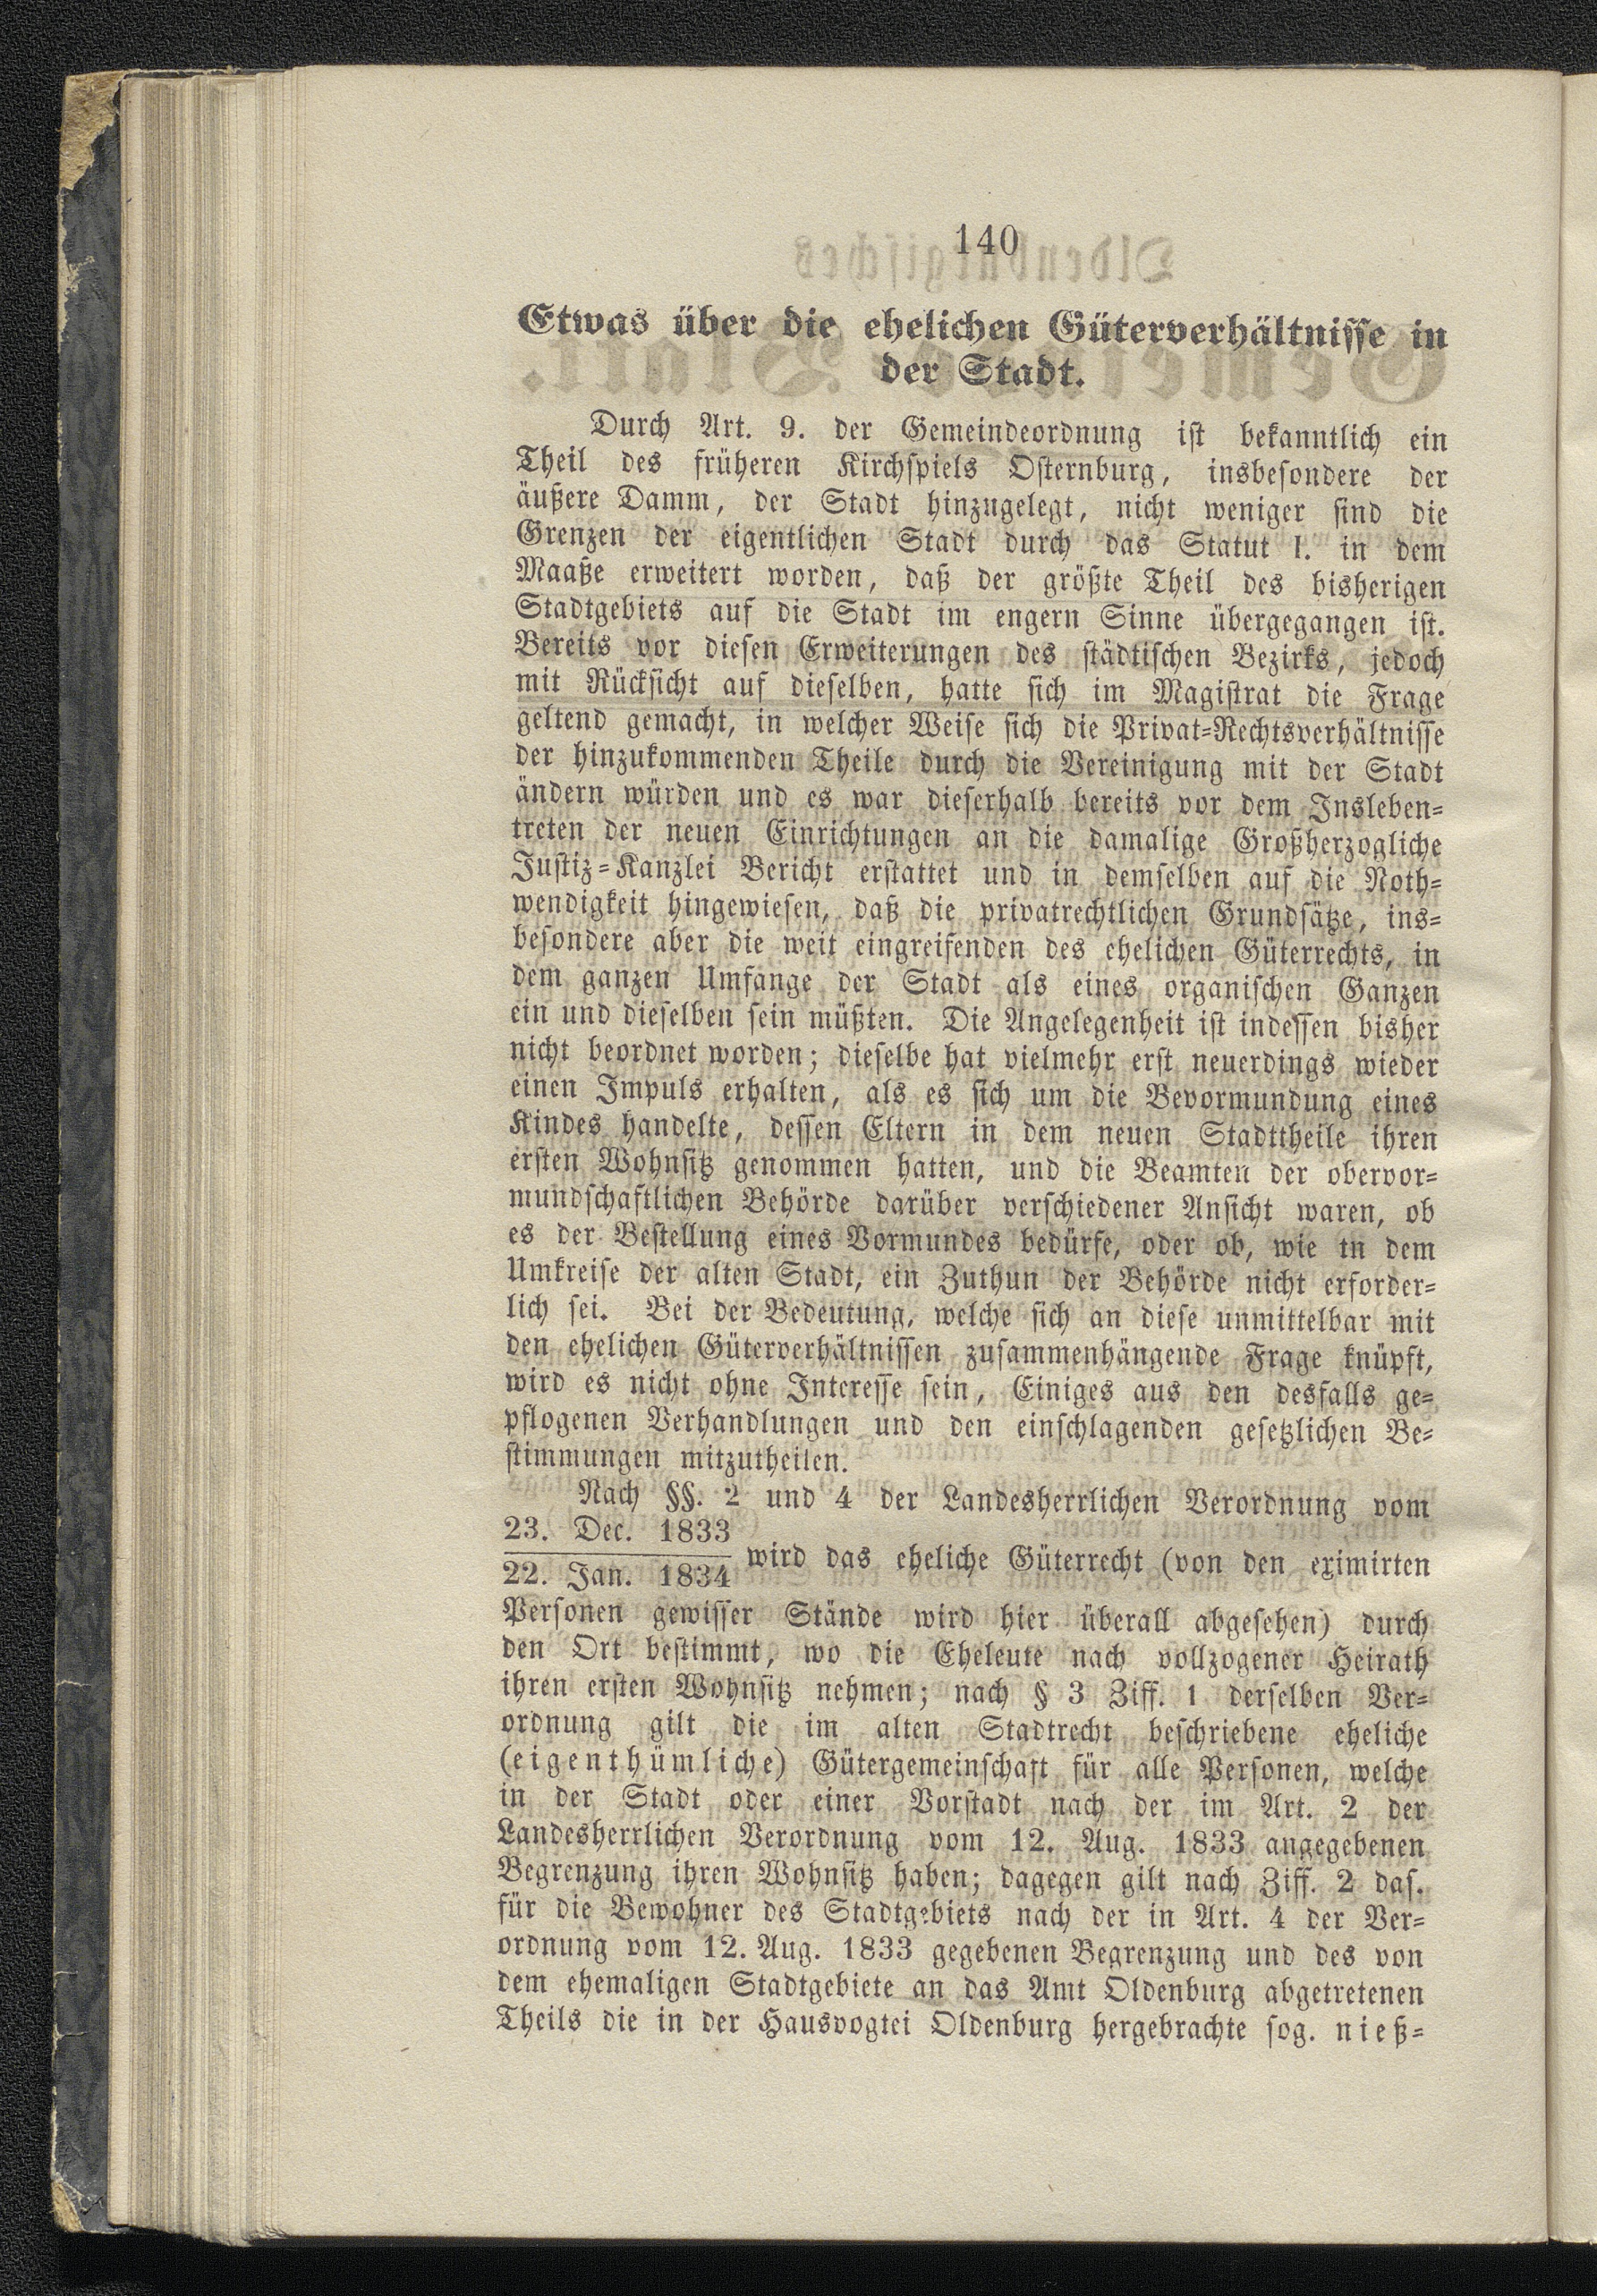 140
Etwas über die ehelichen Güterverhältnisse in
der Stadt.
Durch Art. 9. der Gemeindeordnung ist bekanntlich ein
Theil des früheren Kirchspiels Osternburg, insbesondere der
äußere Damm, der Stadt hinzugelegt, nicht weniger sind die
Grenzen der eigentlichen Stadt durch das Statut I. in dem
Maaße erweitert worden, daß der größte Theil des bisherigen
Stadtgebiets auf die Stadt im engern Sinne übergegangen ist.
Bereits vor diesen Erweiterungen des städtischen Bezirks, jedoch
mit Rücksicht auf dieselben, hatte sich im Magistrat die Frage
geltend gemacht, in welcher Weise sich die Privat-Rechtsverhältnisse
der hinzukommenden Theile durch die Vereinigung mit der Stadt
ändern würden und es war dieserhalb bereits vor dem Insleben-
treten der neuen Einrichtungen an die damalige Großherzogliche
Justiz-Kanzlei Bericht erstattet und in demselben auf die Noth-
wendigkeit hingewiesen, daß die privatrechtlichen Grundsätze, ins-
besondere aber die weit eingreifenden des ehelichen Güterrechts, in
dem ganzen Umfange der Stadt als eines organischen Ganzen
ein und dieselben sein müßten. Die Angelegenheit ist indessen bisher
nicht beordnet worden; dieselbe hat vielmehr erst neuerdings wieder
einen Impuls erhalten, als es sich um die Bevormundung eines
Kindes handelte, dessen Eltern in dem neuen Stadttheile ihren
ersten Wohnsitz genommen hatten, und die Beamten der obervor-
mundschaftlichen Behörde darüber verschiedener Ansicht waren, ob
es der Bestellung eines Vormundes bedürfe, oder ob, wie in dem
Umkreise der alten Stadt, ein Zuthun der Behörde nicht erforder-
lich sei. Bei der Bedeutung, welche sich an diese unmittelbar mit
den ehelichen Güterverhältnissen zusammenhängende Frage knüpft,
wird es nicht ohne Interesse sein, Einiges aus den desfalls ge-
pflogenen Verhandlungen und den einschlagenden gesetzlichen Be-
stimmungen mitzutheilen.
Nach §§. 2 und 4 der Landesherrlichen Verordnung vom
23. Dec. 1833
22. Jan. 1834 wird das eheliche Güterrecht (von den eximirten
Personen gewisser Stände wird hier überall abgesehen) durch
den Ort bestimmt, wo die Eheleute nach vollzogener Heirath
ihren ersten Wohnsitz nehmen; nach § 3 Ziff. 1 derselben Ver-
ordnung gilt die im alten Stadtrecht beschriebene eheliche
(eigenthümliche) Gütergemeinschaft für alle Personen, welche
in der Stadt oder einer Vorstadt nach der im Art. 2 der
Landesherrlichen Verordnung vom 12. Aug. 1833 angegebenen
Begrenzung ihren Wohnsitz haben; dagegen gilt nach Ziff. 2 das.
für die Bewohner des Stadtgebiets nach der in Art. 4 der Ver-
ordnung vom 12. Aug. 1833 gegebenen Begrenzung und des von
dem ehemaligen Stadtgebiete an das Amt Oldenburg abgetretenen
Theils die in der Hausvogtei Oldenburg hergebrachte sog. nieß-